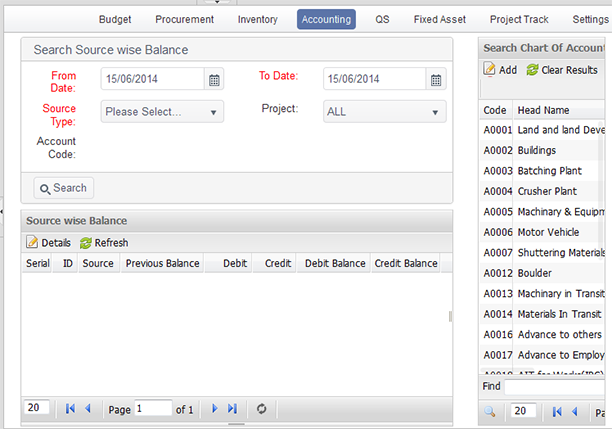 Budget Procurement Inventory Accounting QS Fixed Asset Project Track Settings
Search Source wise Balance
From Date: 15/06/2014 To Date: 15/06/2014
Source Type: Please Select... Project: ALL
Account Code:
Search
Source wise Balance
Details Refresh
Serial ID Source Previous Balance Debit Credit Debit Balance Credit Balance
20 Page 1 of 1
Search Chart Of Accoun
Add Clear Results
Code Head Name
A0001 Land and land Deve
A0002 Buildings
A0003 Batching Plant
A0004 Crusher Plant
A0005 Machinery & Equipm
A0006 Motor Vehicle
A0007 Shuttering Materials
A0012 Boulder
A0013 Machinery in Transit
A0014 Materials In Transit
A0016 Advance to others
A0017 Advance to Employ
Find
20 Pa